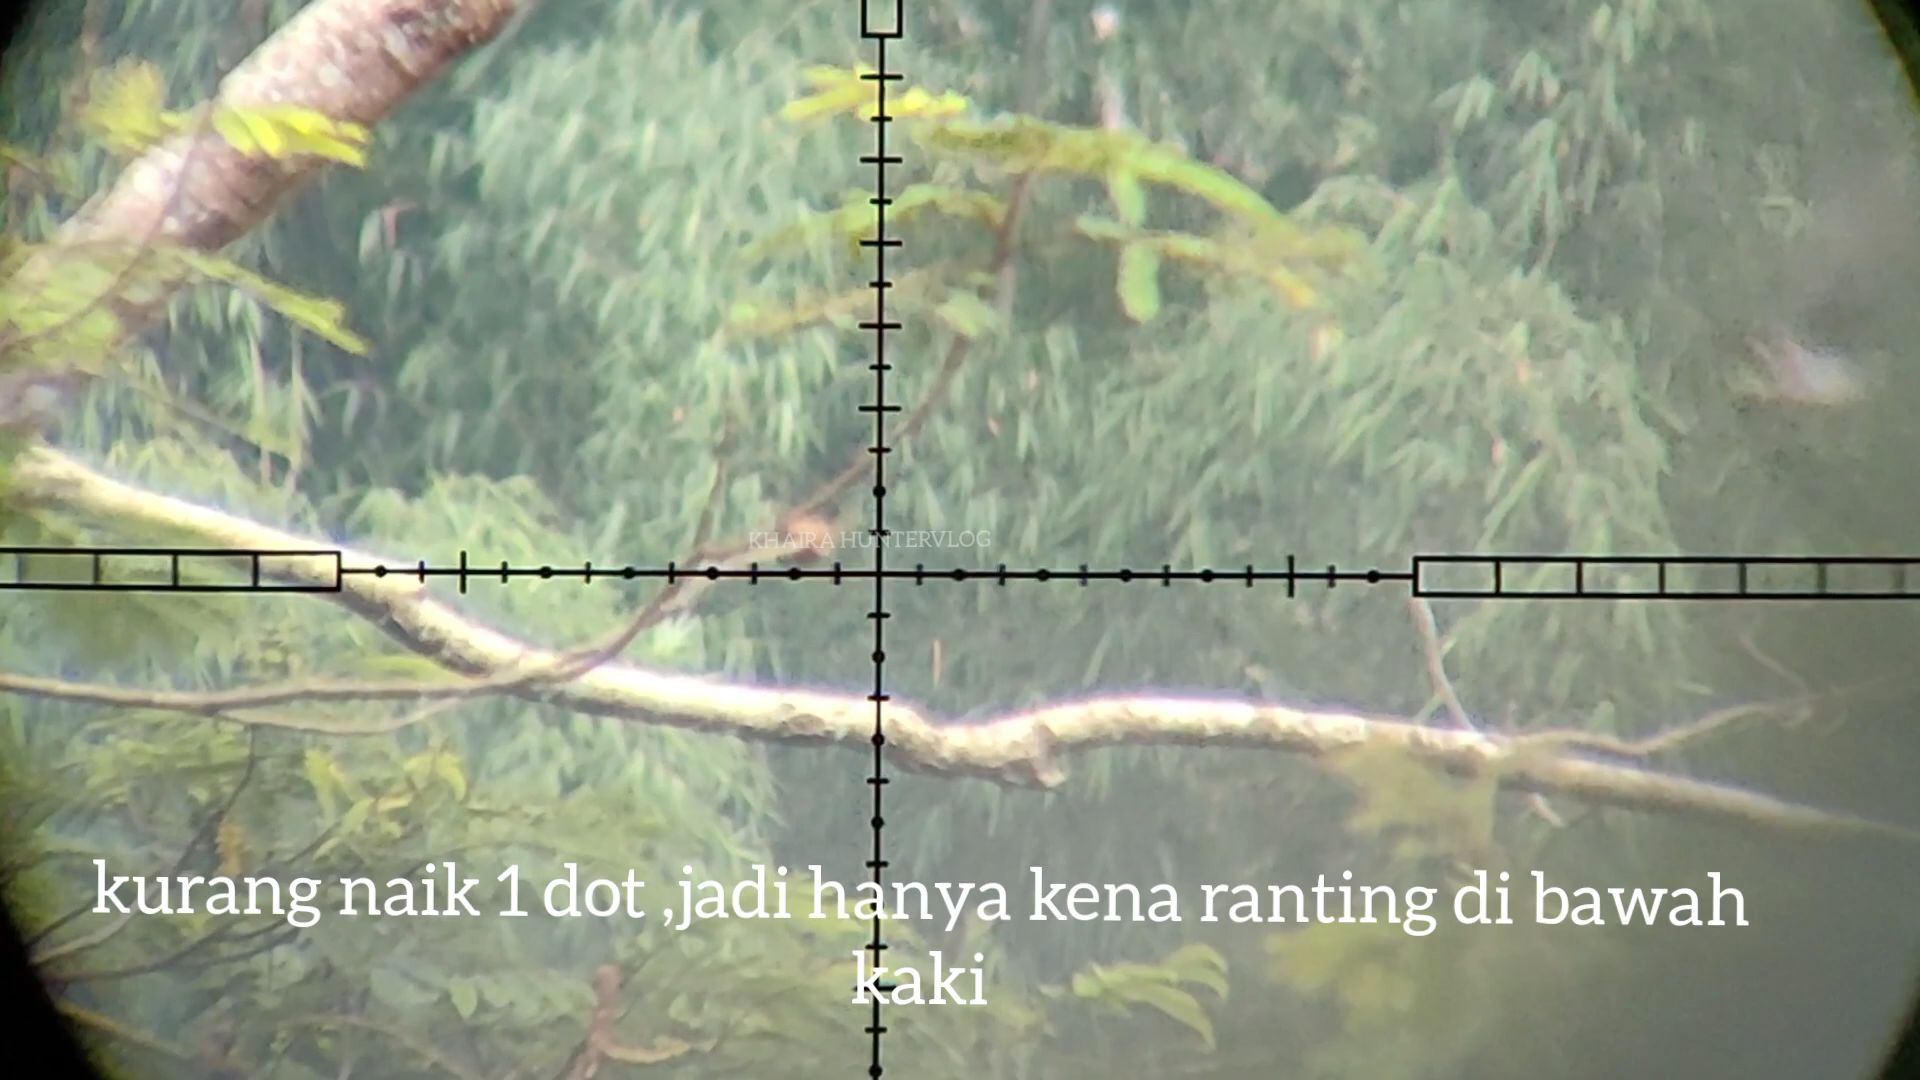 KHAIRA HUNTERVLOG
kurang naik 1 dot ,jadi hanya kena ranting di bawah
kaki